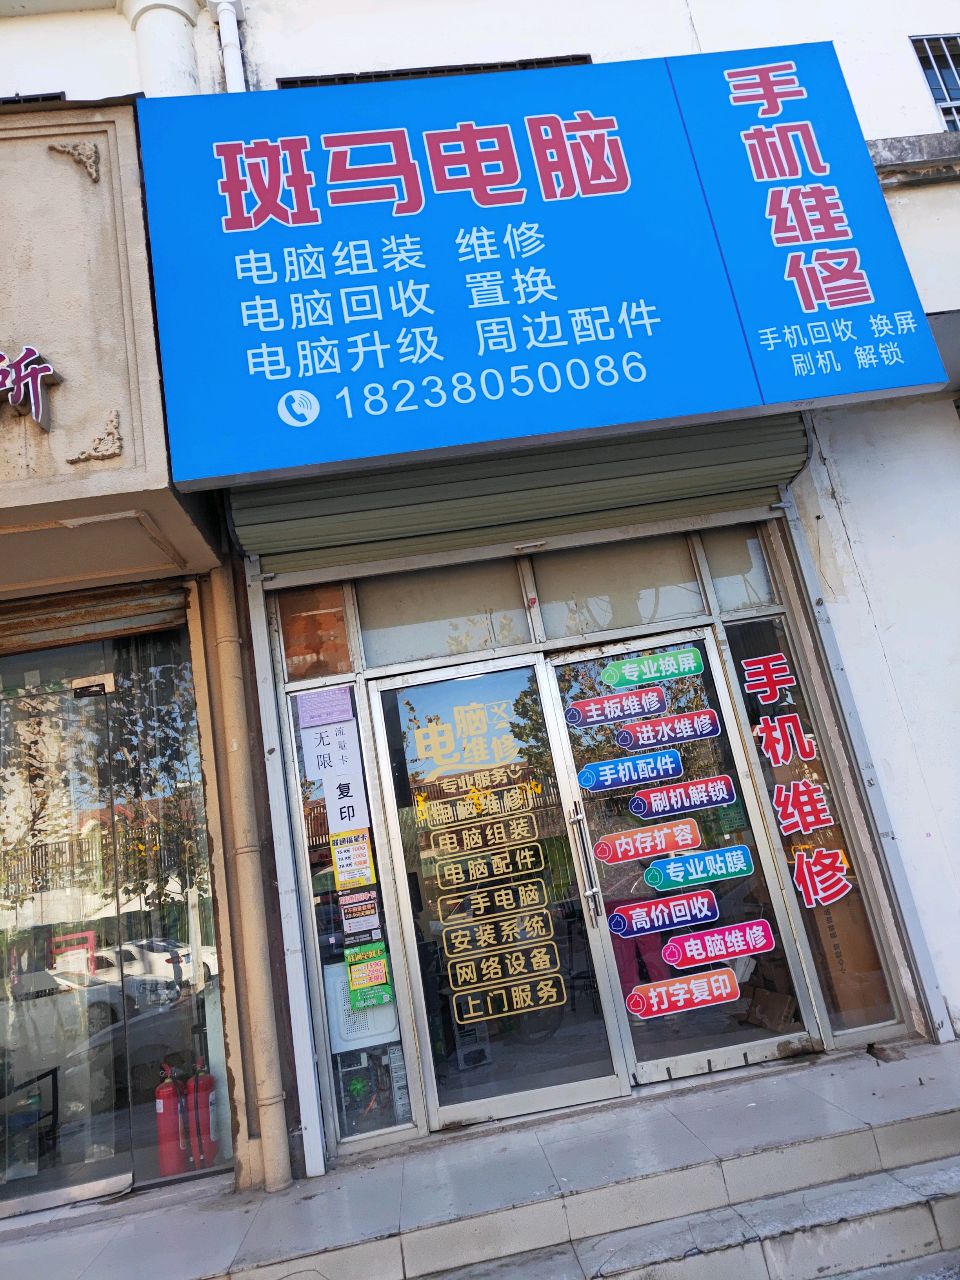 斑马电脑
电脑组装 维修
电脑回收 置换
电脑升级 周边配件
18238050086
手机维修
手机回收 换屏
刷机 解锁
所
无限
流量卡
复印
电脑维修
专业服务
电脑维修
电脑组装
电脑配件
二手电脑
安装系统
网络设备
上门服务
专业换屏
主板维修
进水维修
手机配件
刷机解锁
内存扩容
专业贴膜
高价回收
电脑维修
打字复印
手机维修